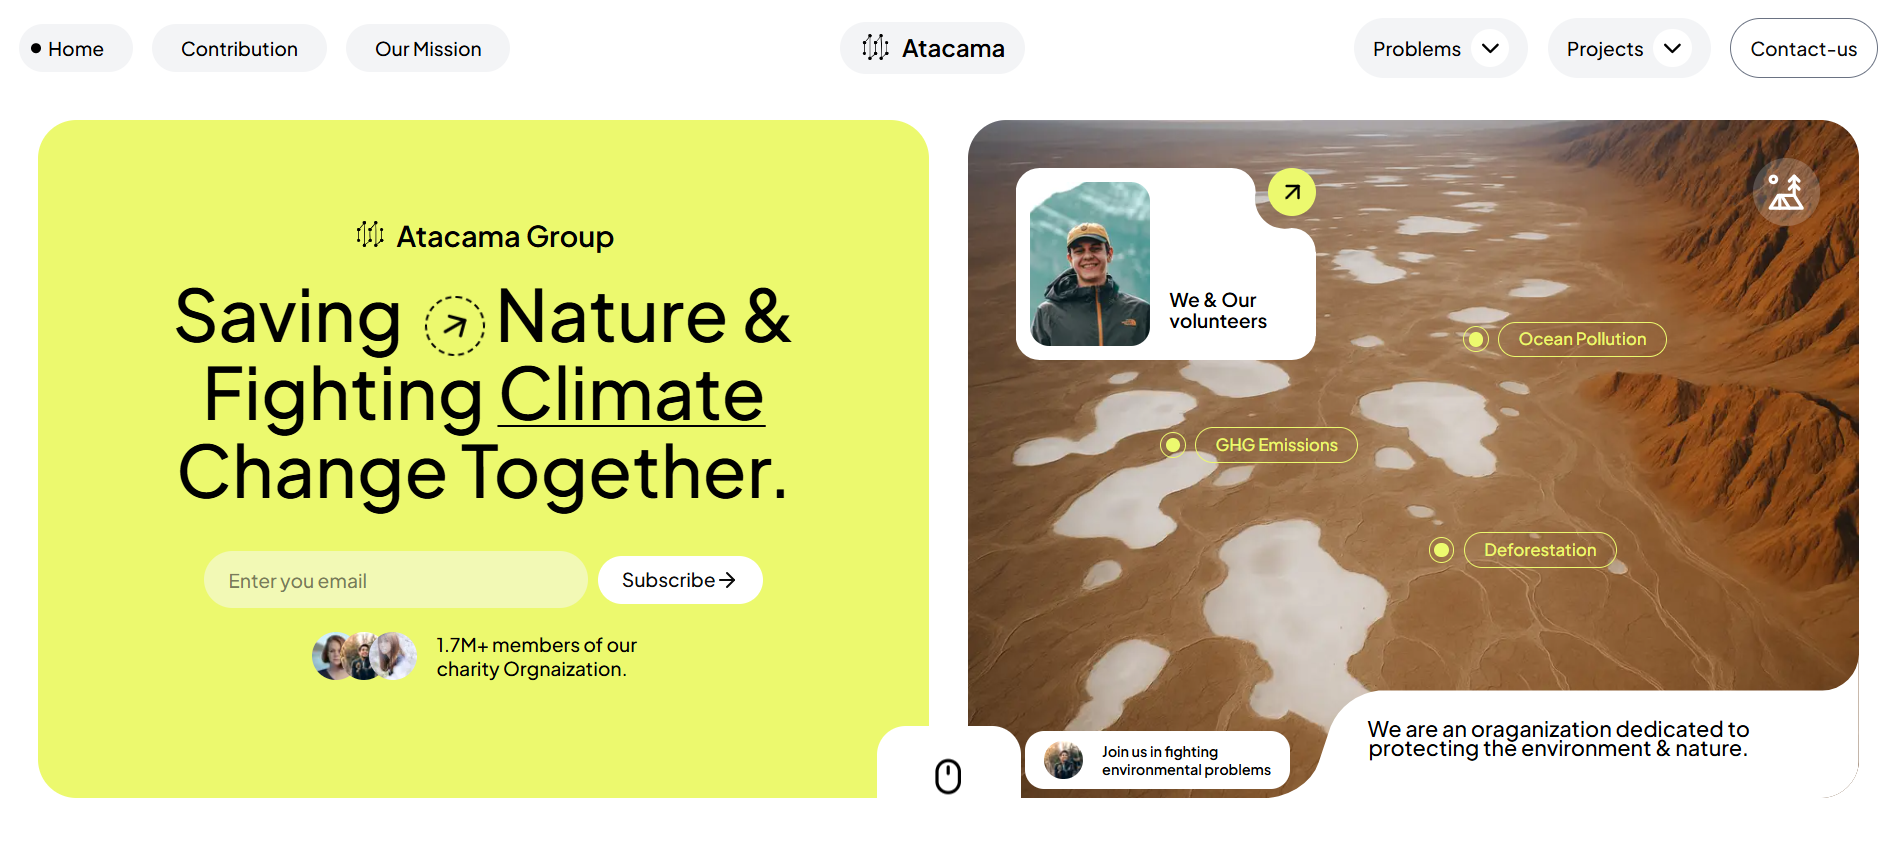 Home
Contribution
Our Mission
Atacama
Problems
Projects
Contact-us
Atacama Group
Saving Nature &
Fighting Climate
Change Together.
Enter you email
Subscribe
1.7M+ members of our
charity Orgnaization.
We & Our
volunteers
Ocean Pollution
GHG Emissions
Deforestation
Join us in fighting
environmental problems
We are an oraganization dedicated to
protecting the environment & nature.